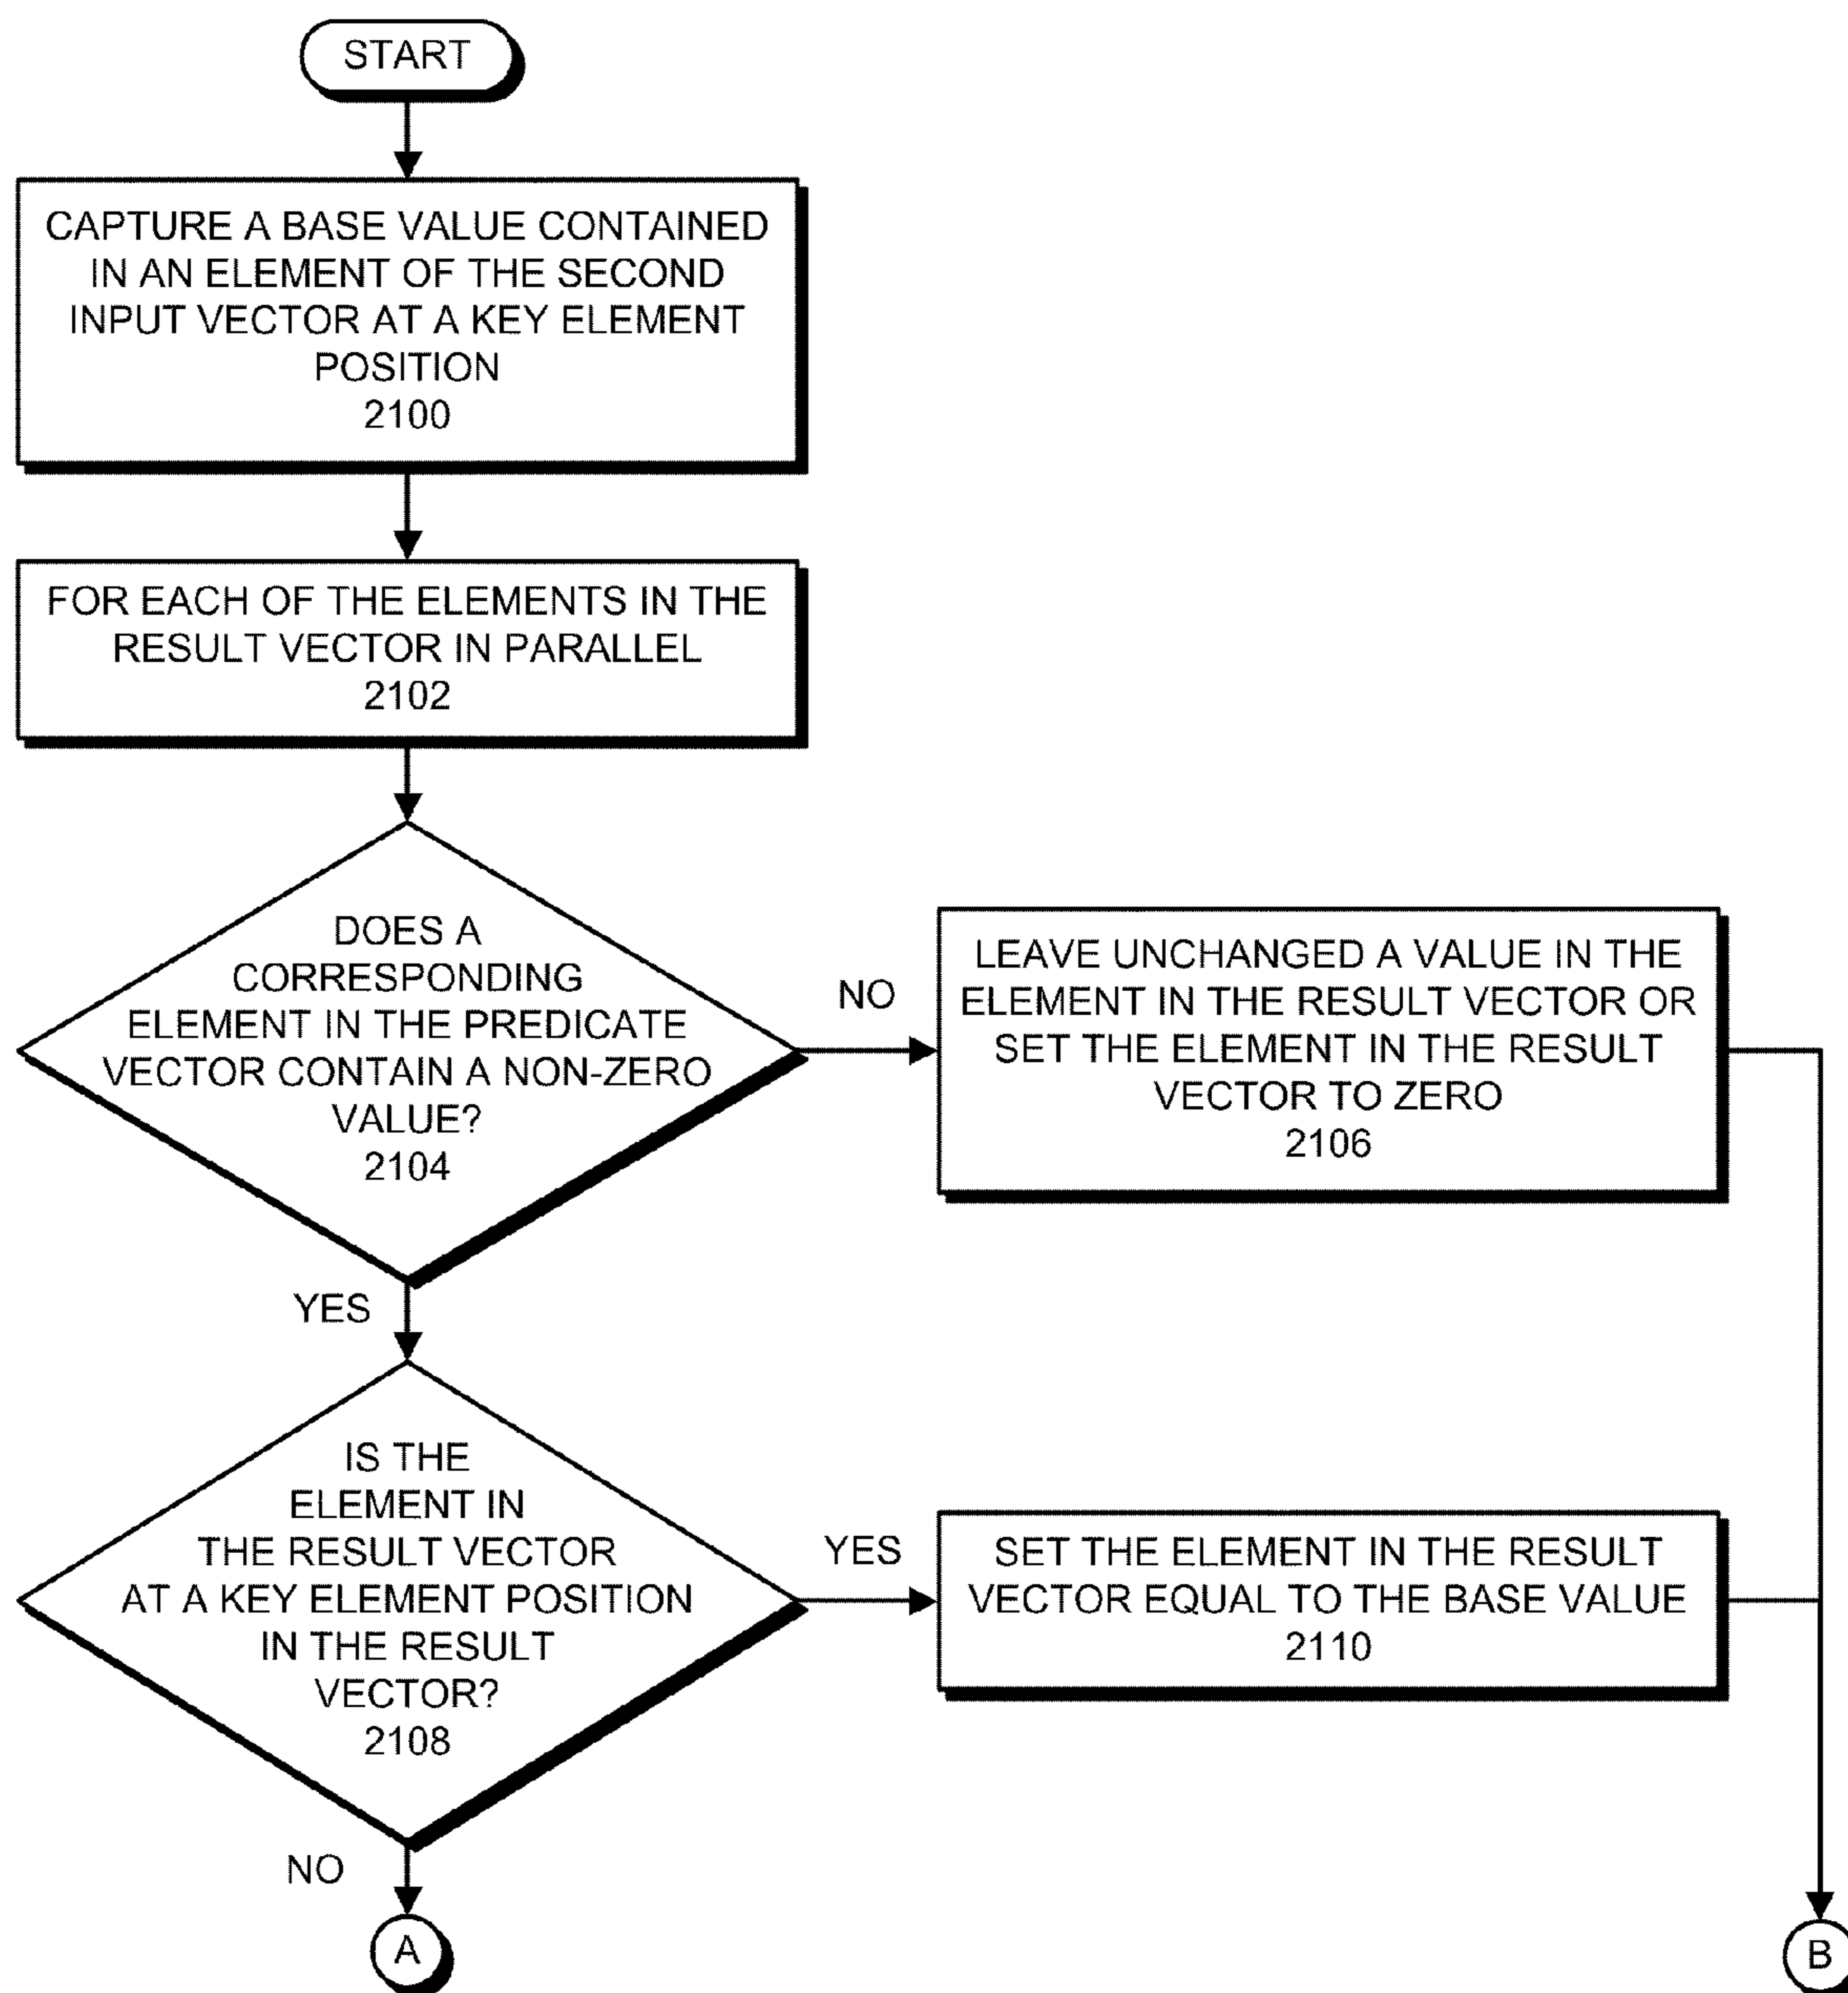 START
CAPTURE A BASE VALUE CONTAINED
IN AN ELEMENT OF THE SECOND
INPUT VECTOR AT A KEY ELEMENT
POSITION
2100
FOR EACH OF THE ELEMENTS IN THE
RESULT VECTOR IN PARALLEL
2102
DOES A
CORRESPONDING
ELEMENT IN THE PREDICATE
VECTOR CONTAIN A NON-ZERO
VALUE?
2104
NO
LEAVE UNCHANGED A VALUE IN THE
ELEMENT IN THE RESULT VECTOR OR
SET THE ELEMENT IN THE RESULT
VECTOR TO ZERO
2106
YES
IS THE
ELEMENT IN
THE RESULT VECTOR
AT A KEY ELEMENT POSITION
IN THE RESULT
VECTOR?
2108
YES
SET THE ELEMENT IN THE RESULT
VECTOR EQUAL TO THE BASE VALUE
2110
NO
A
B